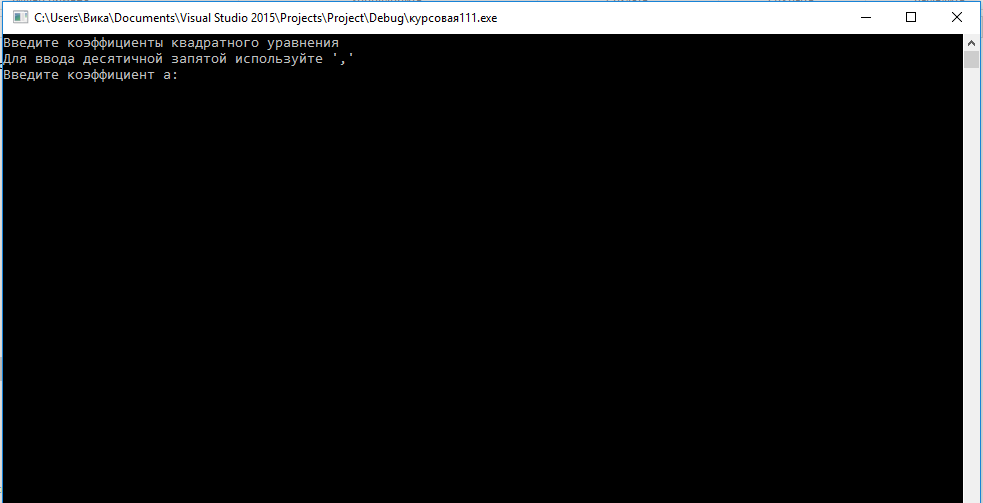 C:\Users\Вика\Documents\Visual Studio 2015\Projects\Project\Debug\курсовая111.exe
Введите коэффициенты квадратного уравнения
Для ввода десятичной запятой используйте ','
Введите коэффициент a: